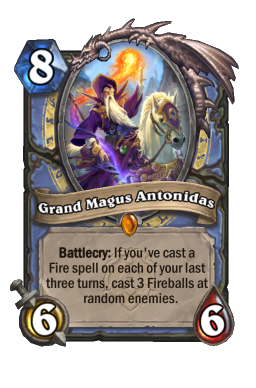 8
Grand Magus Antonidas
Battlecry: If you've cast a
Fire spell on each of your last
three turns, cast 3 Fireballs at
random enemies.
6
6